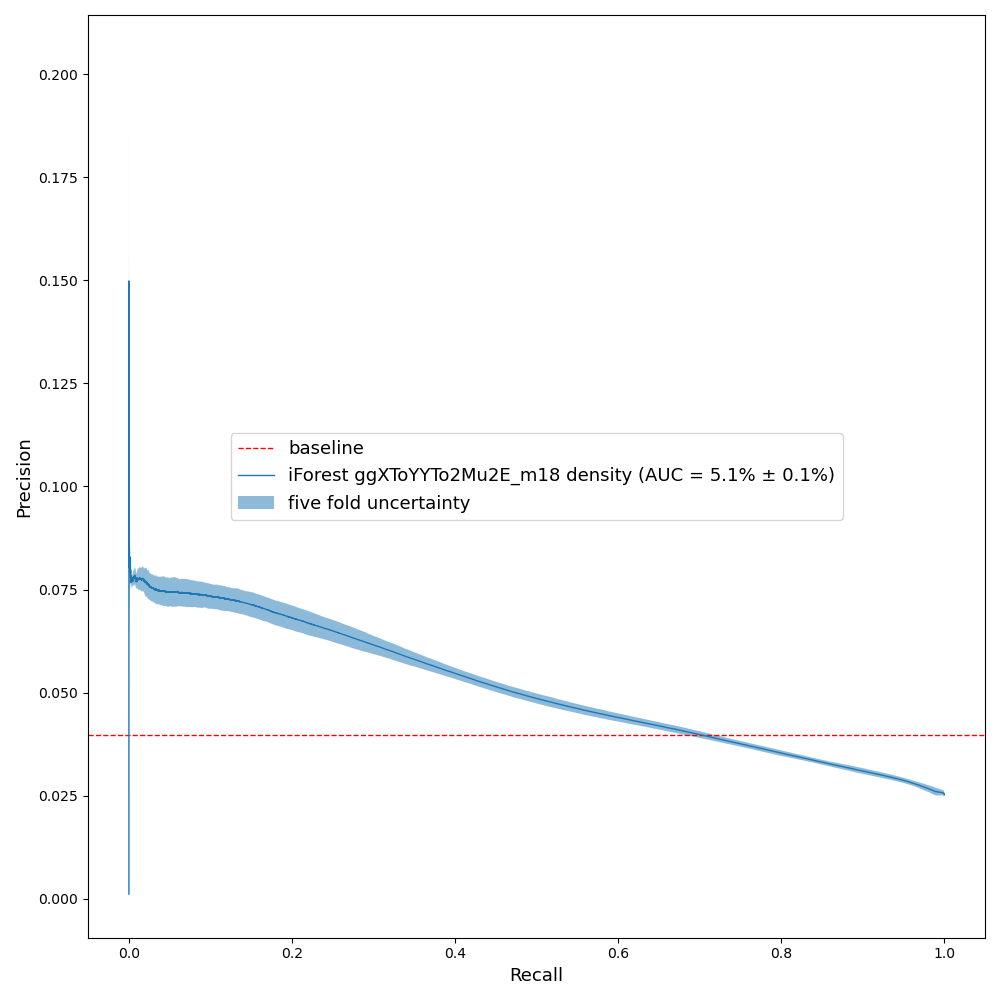 0.200
0.175
0.150
0.125
0.100
0.075
0.050
0.025
0.000
Precision
baseline
iForest ggXToYYTo2Mu2E_m18 density (AUC = 5.1% ± 0.1%)
five fold uncertainty
0.0 0.2 0.4 0.6 0.8 1.0
Recall